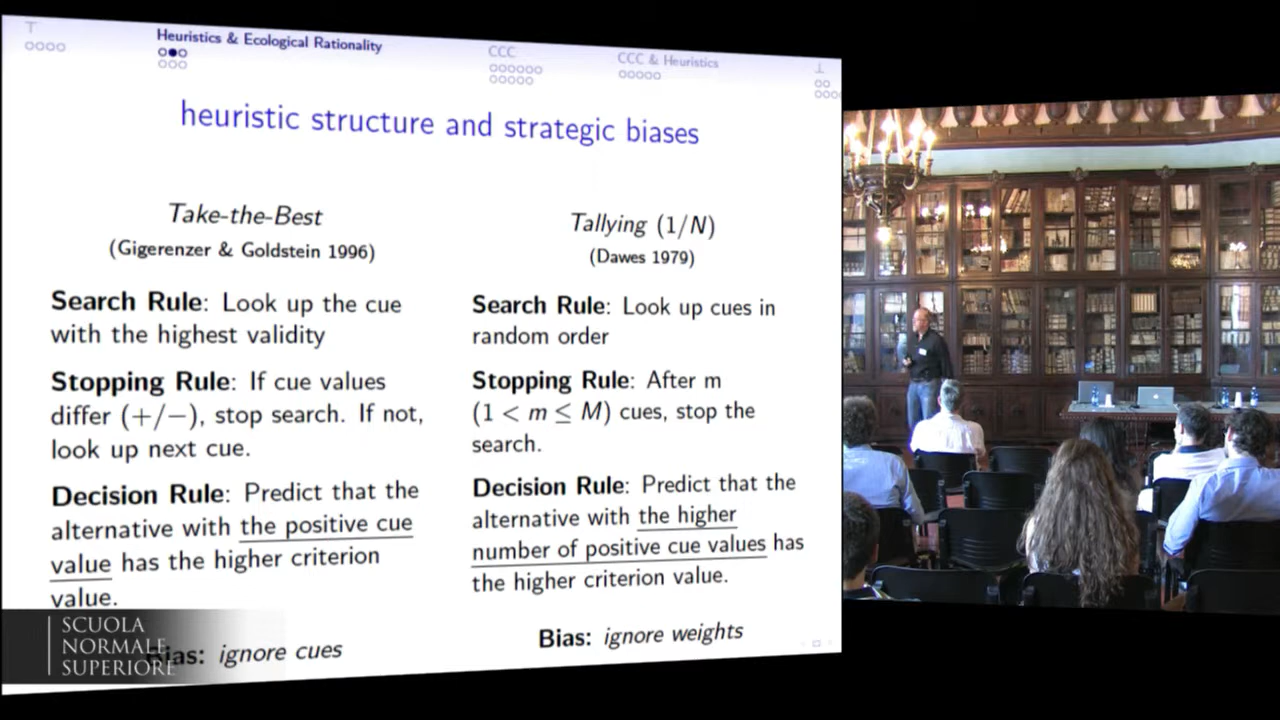 T
Heuristics & Ecological Rationality
CCC
CCC & Heuristics
⊥
heuristic structure and strategic biases
Take-the-Best
(Gigerenzer & Goldstein 1996)
Search Rule: Look up the cue
with the highest validity
Stopping Rule: If cue values
differ (+/−), stop search. If not,
look up next cue.
Decision Rule: Predict that the
alternative with the positive cue
value has the higher criterion
value.
Bias: ignore cues
Tallying (1/N)
(Dawes 1979)
Search Rule: Look up cues in
random order
Stopping Rule: After m
(1 < m ≤ M) cues, stop the
search.
Decision Rule: Predict that the
alternative with the higher
number of positive cue values has
the higher criterion value.
Bias: ignore weights
SCUOLA
NORMALE
SUPERIORE